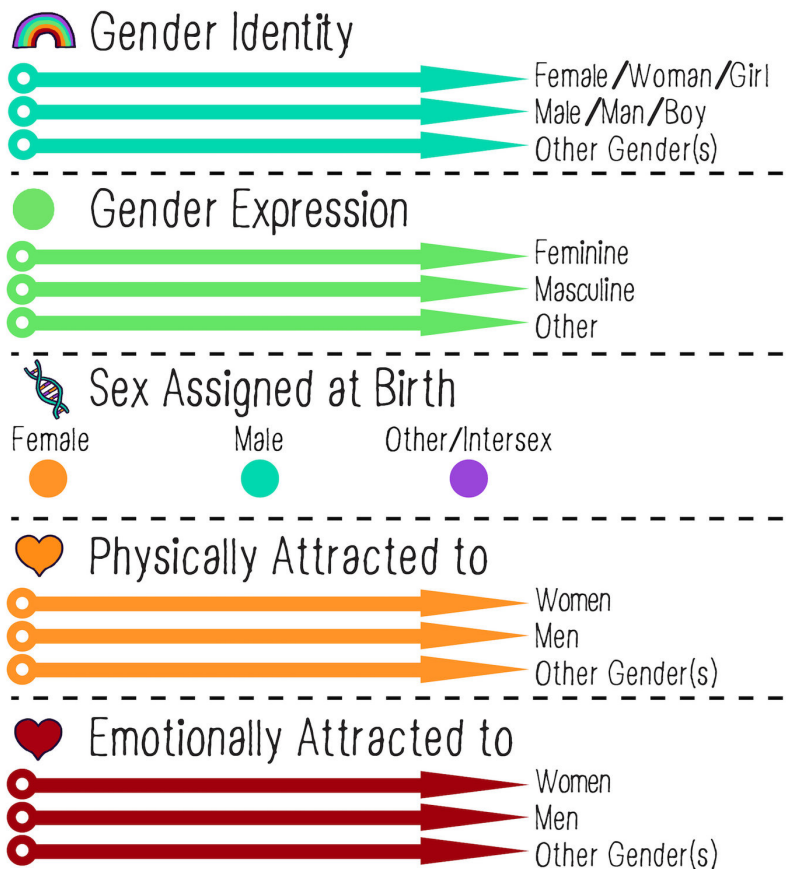 Gender Identity
Female/Woman/Girl
Male/Man/Boy
Other Gender(s)
Gender Expression
Feminine
Masculine
Other
Sex Assigned at Birth
Female Male Other/Intersex
Physically Attracted to
Women
Men
Other Gender(s)
Emotionally Attracted to
Women
Men
Other Gender(s)